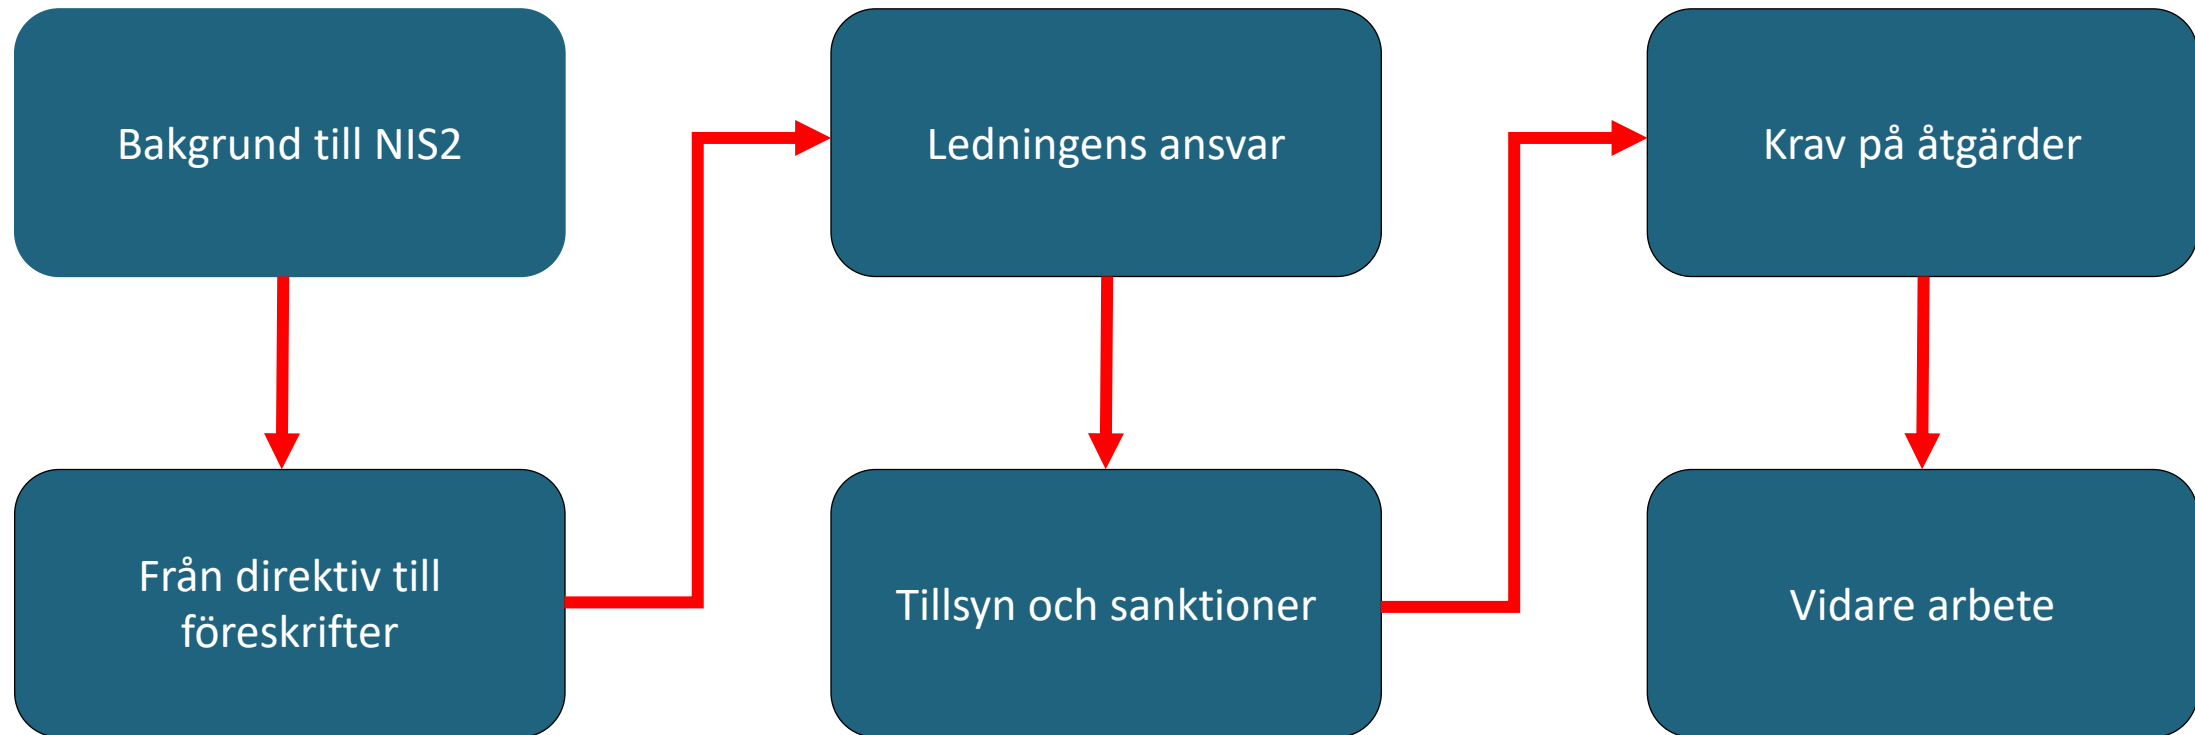 Bakgrund till NIS2
Från direktiv till
föreskrifter
Ledningens ansvar
Tillsyn och sanktioner
Krav på åtgärder
Vidare arbete